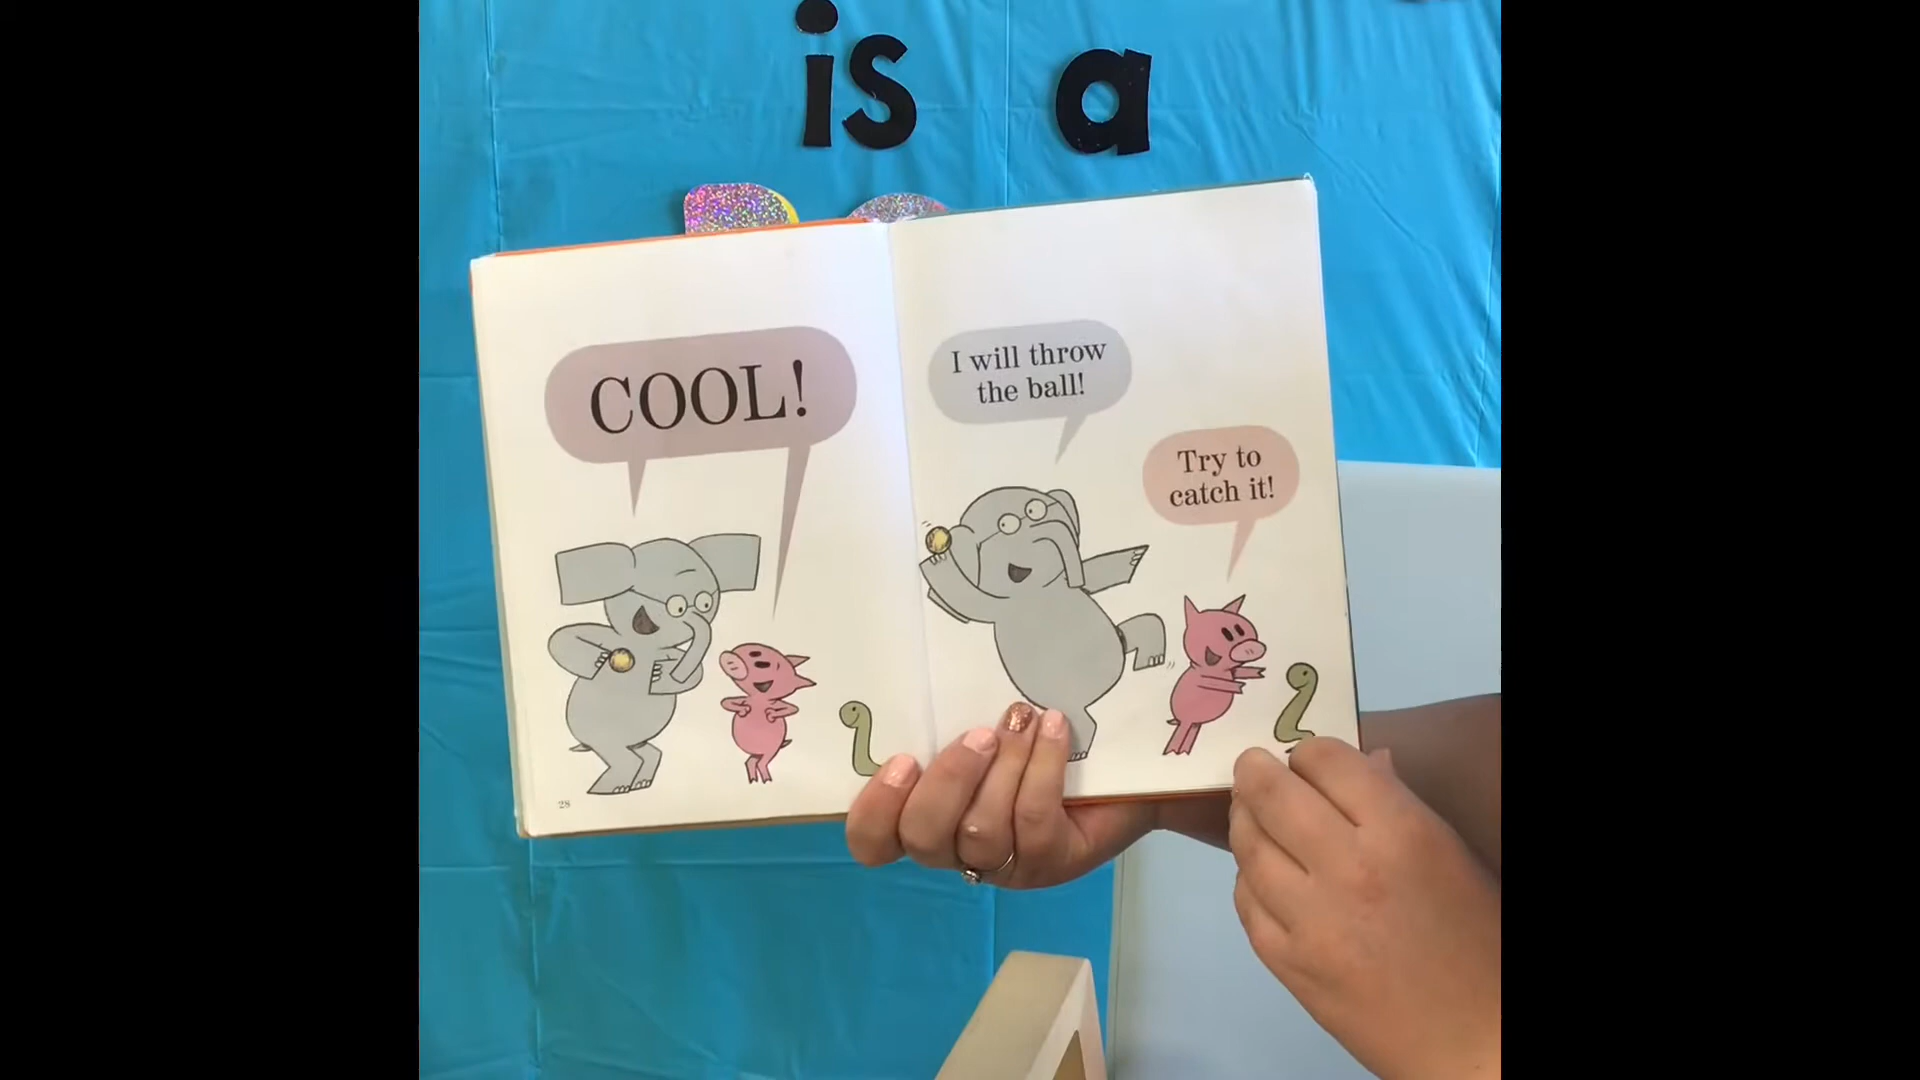 is a
COOL!
I will throw
the ball!
Try to
catch it!
28